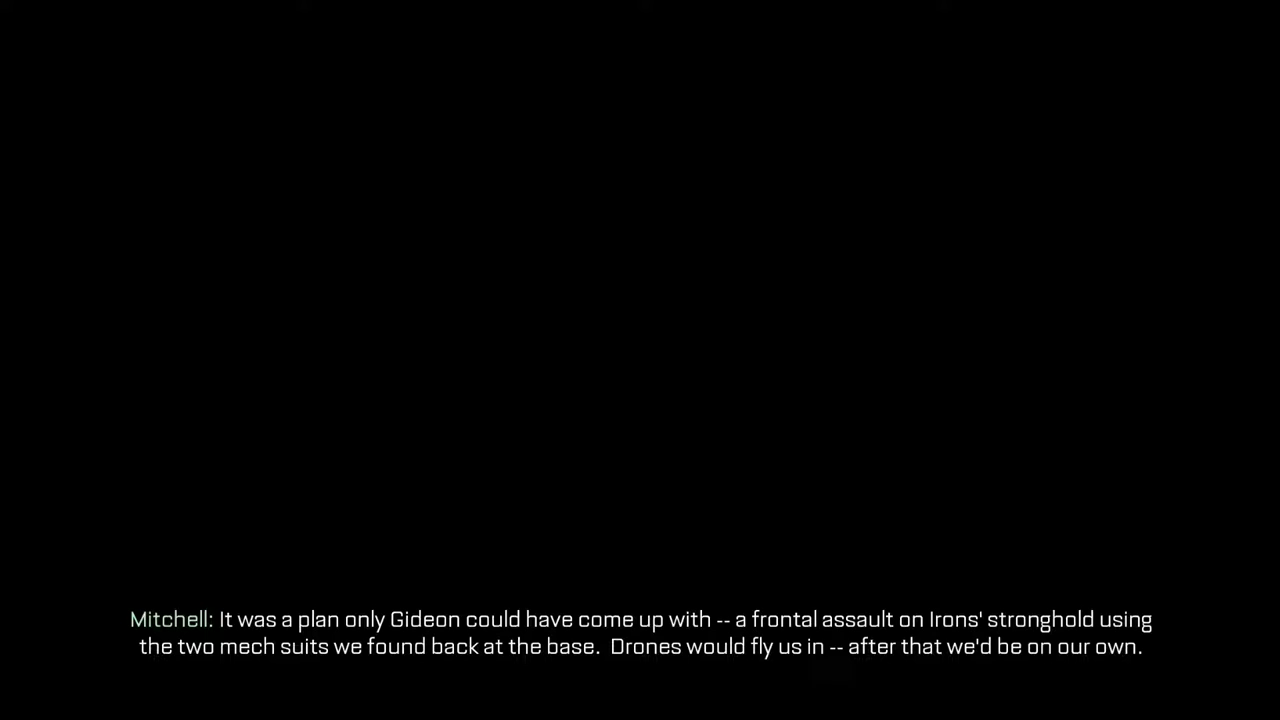 Mitchell: It was a plan only Gideon could have come up with -- a frontal assault on Irons' stronghold using
the two mech suits we found back at the base.  Drones would fly us in -- after that we'd be on our own.